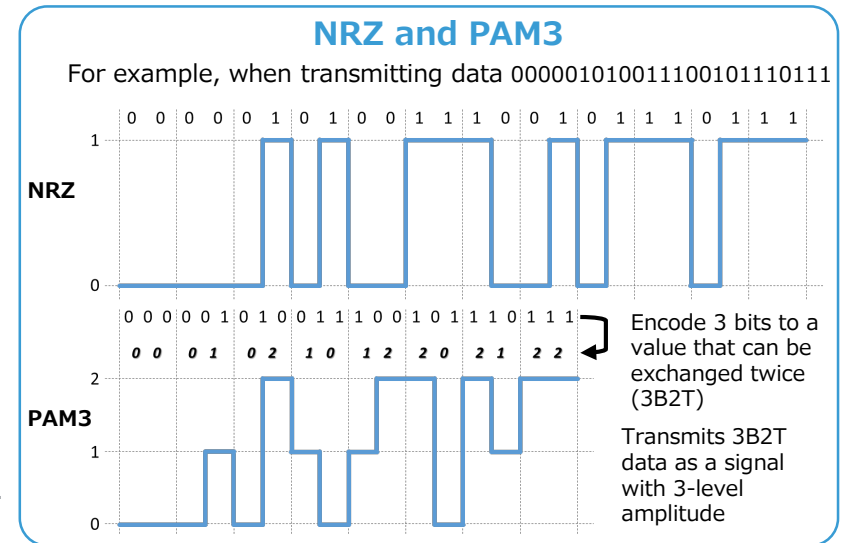 NRZ and PAM3
For example, when transmitting data 000001010011100101110111
0 0 0 0 0 1 0 1 0 0 1 1 1 0 0 1 0 1 1 1 0 1 1 1
1
NRZ
0
0 0 0 0 0 1 0 1 0 0 1 1 1 0 0 1 0 1 1 1 0 1 1 1
0 0 0 1 0 2 1 0 1 2 2 0 2 1 2 2
Encode 3 bits to a
value that can be
exchanged twice
(3B2T)
2
PAM3
1
0
Transmits 3B2T
data as a signal
with 3-level
amplitude